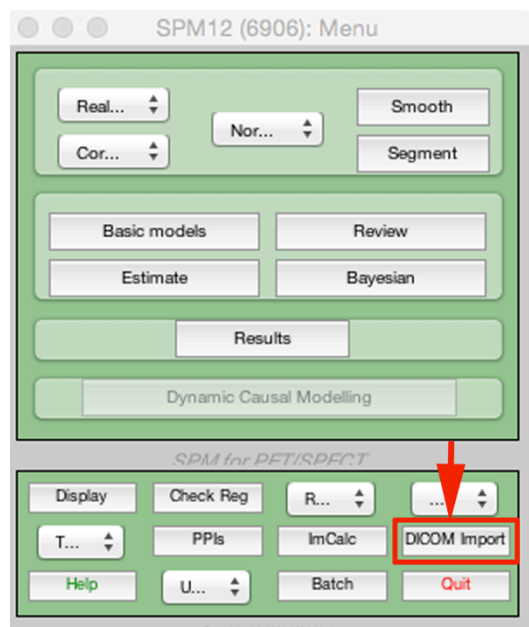 SPM12 (6906): Menu
Real...
Smooth
Nor...
Cor...
Segment
Basic models
Review
Estimate
Bayesian
Results
Dynamic Causal Modelling
SPM for PET/SPECT
Display
Check Reg
R...
...
T...
PPIs
ImCalc
DICOM Import
Help
U...
Batch
Quit